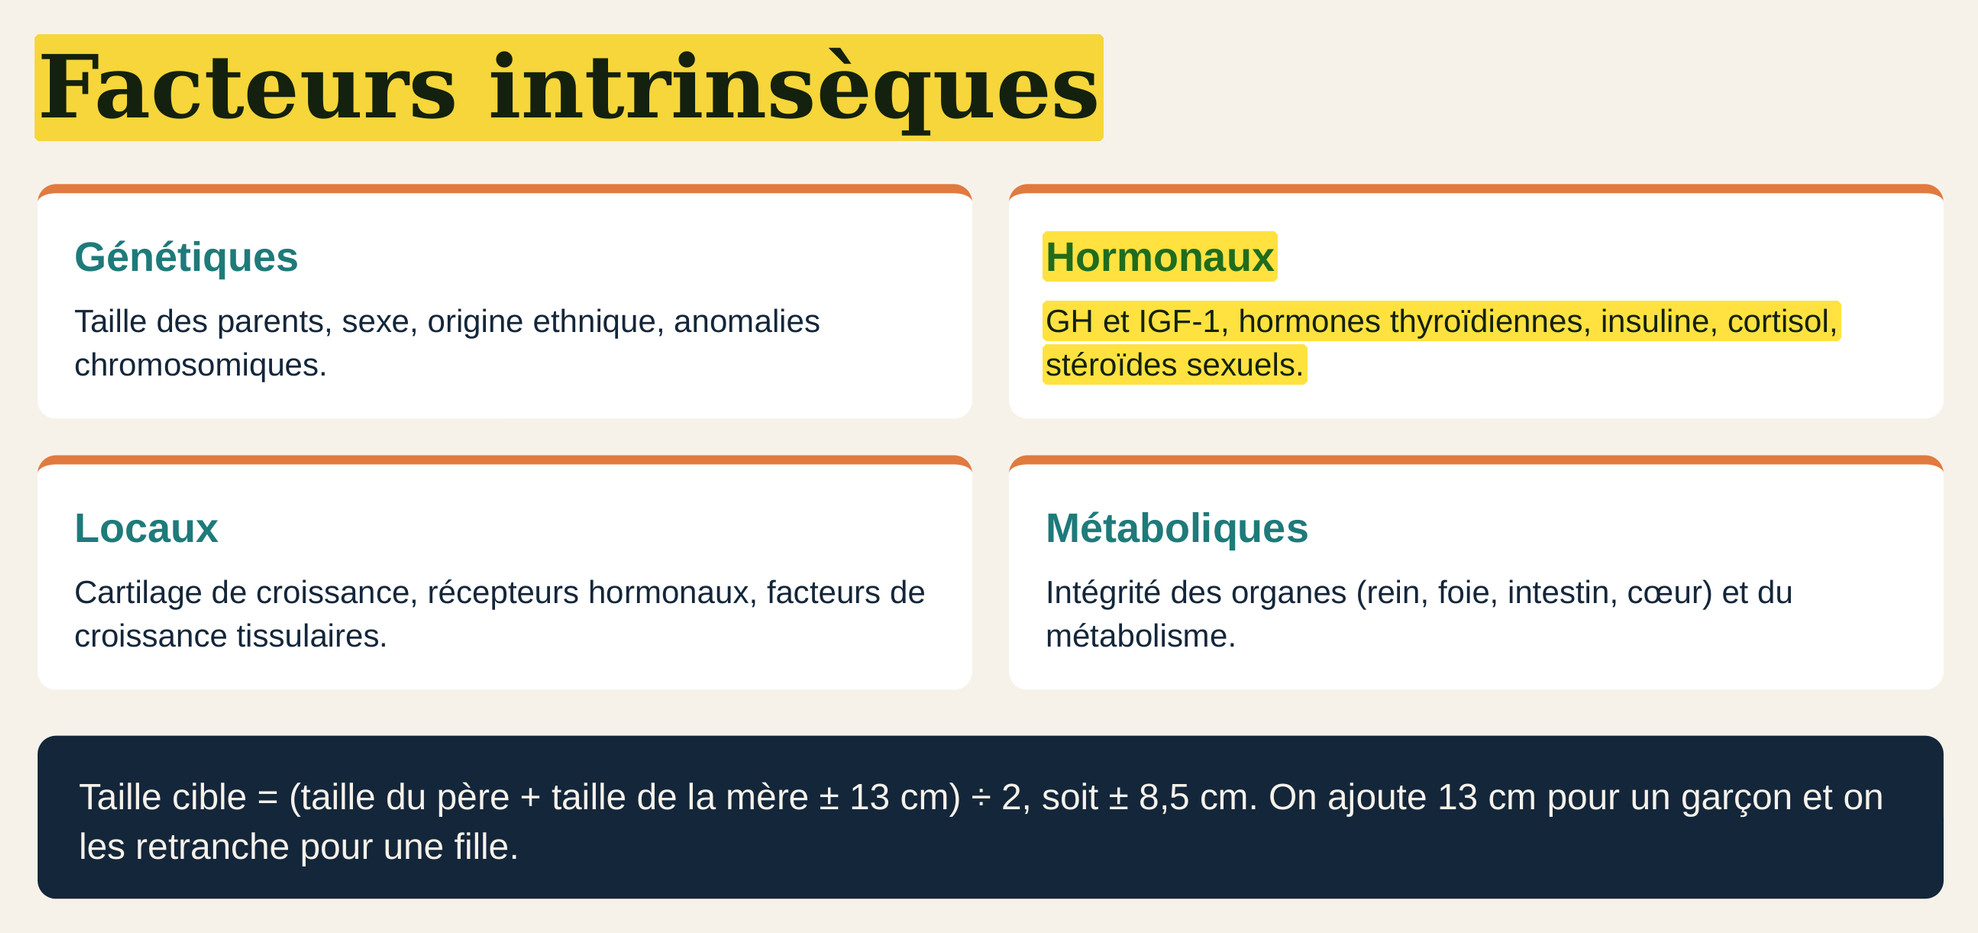 Facteurs intrinsèques
Génétiques
Taille des parents, sexe, origine ethnique, anomalies
chromosomiques.
Hormonaux
GH et IGF-1, hormones thyroïdiennes, insuline, cortisol,
stéroïdes sexuels.
Locaux
Cartilage de croissance, récepteurs hormonaux, facteurs de
croissance tissulaires.
Métaboliques
Intégrité des organes (rein, foie, intestin, cœur) et du
métabolisme.
Taille cible = (taille du père + taille de la mère ± 13 cm) ÷ 2, soit ± 8,5 cm. On ajoute 13 cm pour un garçon et on
les retranche pour une fille.